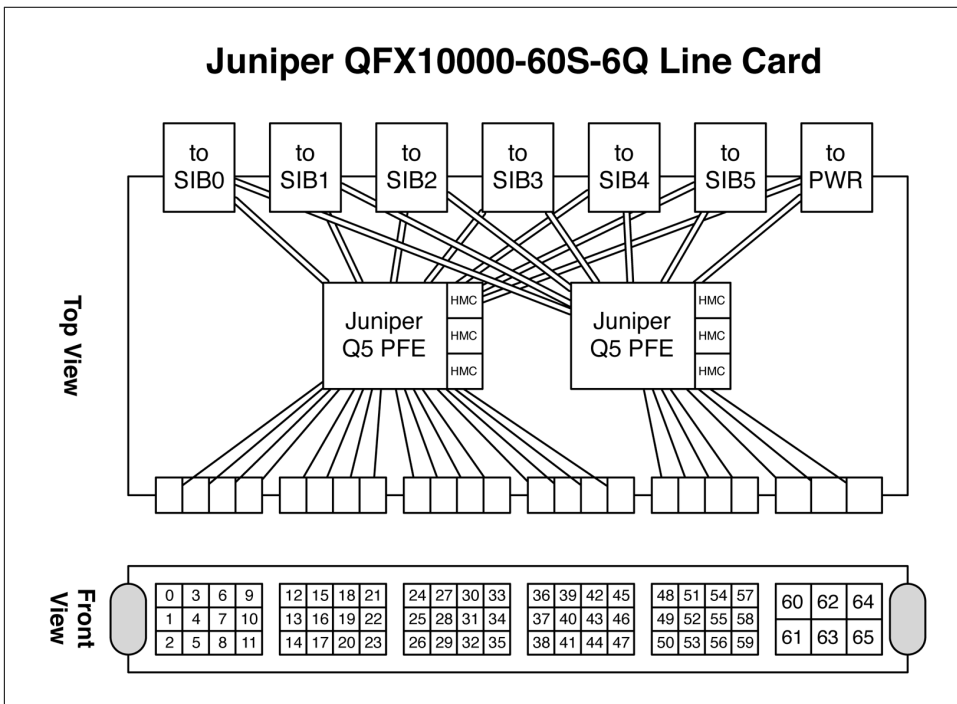 Juniper QFX10000-60S-6Q Line Card
to
SIB0
to
SIB1
to
SIB2
to
SIB3
to
SIB4
to
SIB5
to
PWR
Top View
Juniper
Q5 PFE
HMC
HMC
HMC
Juniper
Q5 PFE
HMC
HMC
HMC
Front
View
0 3 6 9 12 15 18 21 24 27 30 33 36 39 42 45 48 51 54 57
1 4 7 10 13 16 19 22 25 28 31 34 37 40 43 46 49 52 55 58
2 5 8 11 14 17 20 23 26 29 32 35 38 41 44 47 50 53 56 59
60 62 64
61 63 65